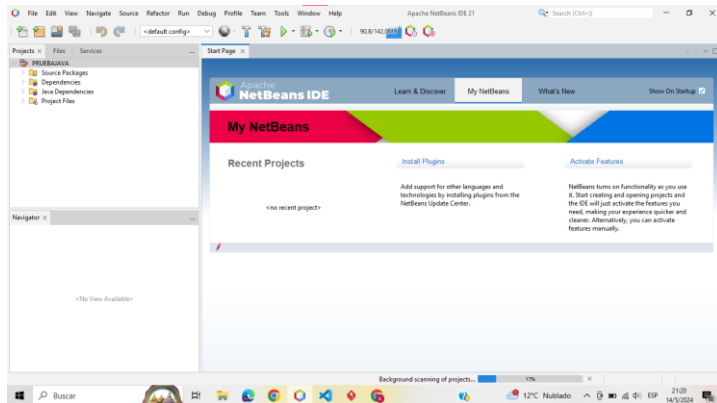 File Edit View Navigate Source Refactor Run Debug Profile Team Tools Window Help
Apache NetBeans IDE 21
Search (Ctrl+I)
<default config>
Projects
Files
Services
Start Page
PRUEBAJAVA
Source Packages
Dependencies
Java Dependencies
Project Files
Apache
NetBeans IDE
Learn & Discover
My NetBeans
What's New
Show On Startup
My NetBeans
Recent Projects
<no recent project>
Install Plugins
Add support for other languages and
technologies by installing plugins from the
NetBeans Update Center.
Activate Features
NetBeans turns on functionality as you use
it. Start creating and opening projects and
the IDE will just activate the features you
need, making your experience quicker and
cleaner. Alternatively, you can activate
features manually.
Navigator
<No View Available>
Background scanning of projects...
17%
Buscar
12°C Nublado
ESP
21:20
14/5/2024